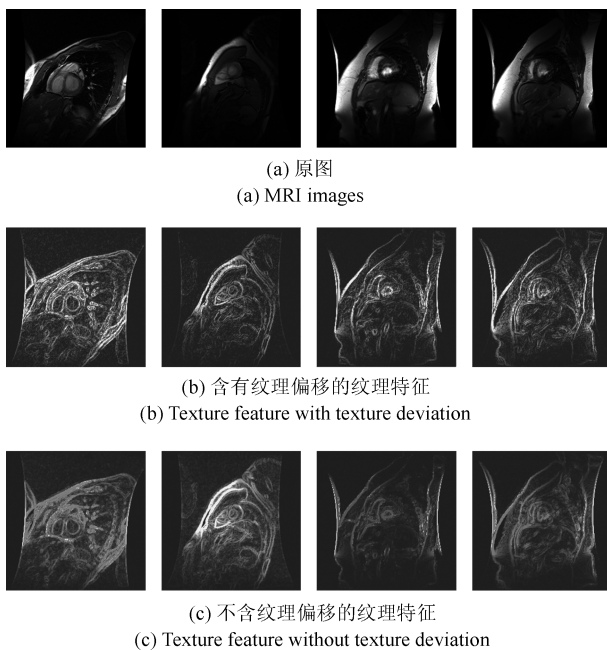 (a) 原图
(a) MRI images
(b) 含有纹理偏移的纹理特征
(b) Texture feature with texture deviation
(c) 不含纹理偏移的纹理特征
(c) Texture feature without texture deviation